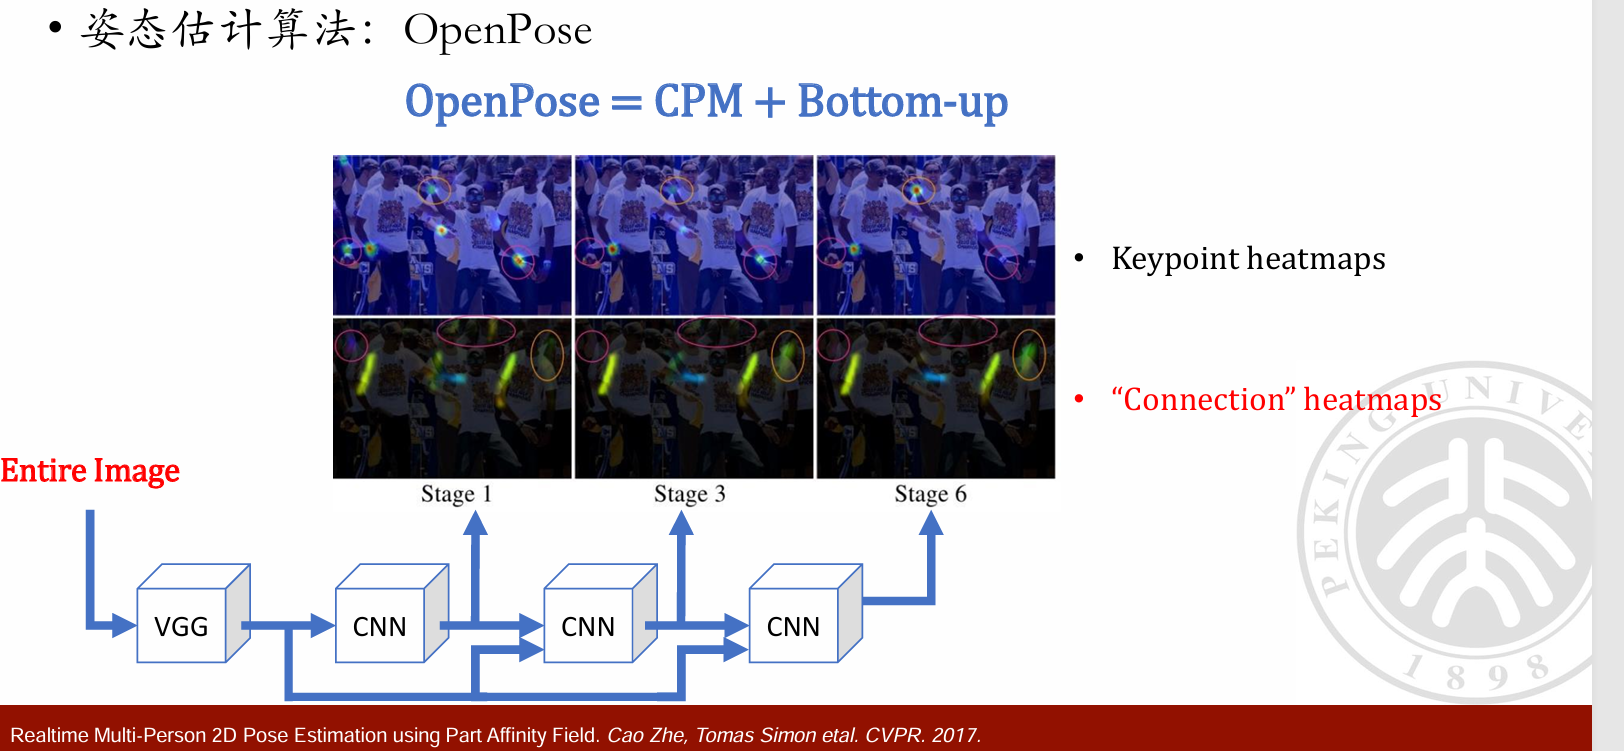 • 姿态估计算法：OpenPose
OpenPose = CPM + Bottom-up
• Keypoint heatmaps
• “Connection” heatmaps
Stage 1 Stage 3 Stage 6
Entire Image
VGG CNN CNN CNN
PEKING UNIVE
1898
Realtime Multi-Person 2D Pose Estimation using Part Affinity Field. Cao Zhe, Tomas Simon etal. CVPR. 2017.